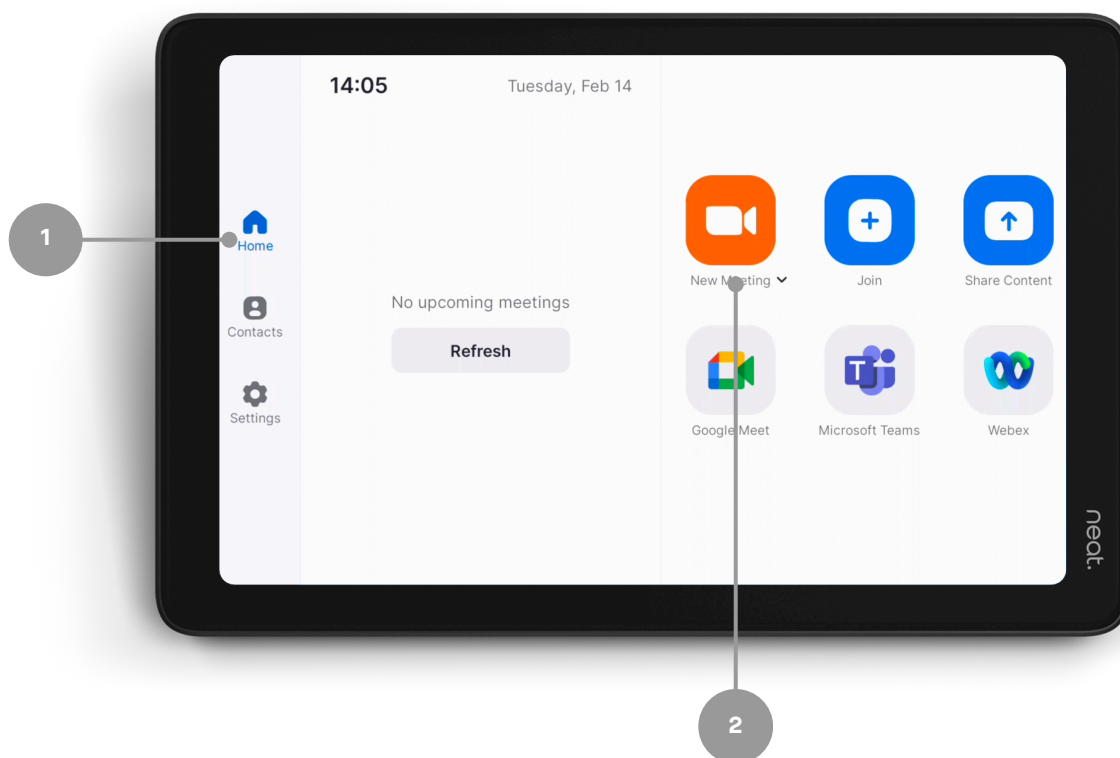 14:05
Tuesday, Feb 14
1
Home
Contacts
Settings
No upcoming meetings
Refresh
New Meeting
Join
Share Content
Google Meet
Microsoft Teams
Webex
T
neat.
2